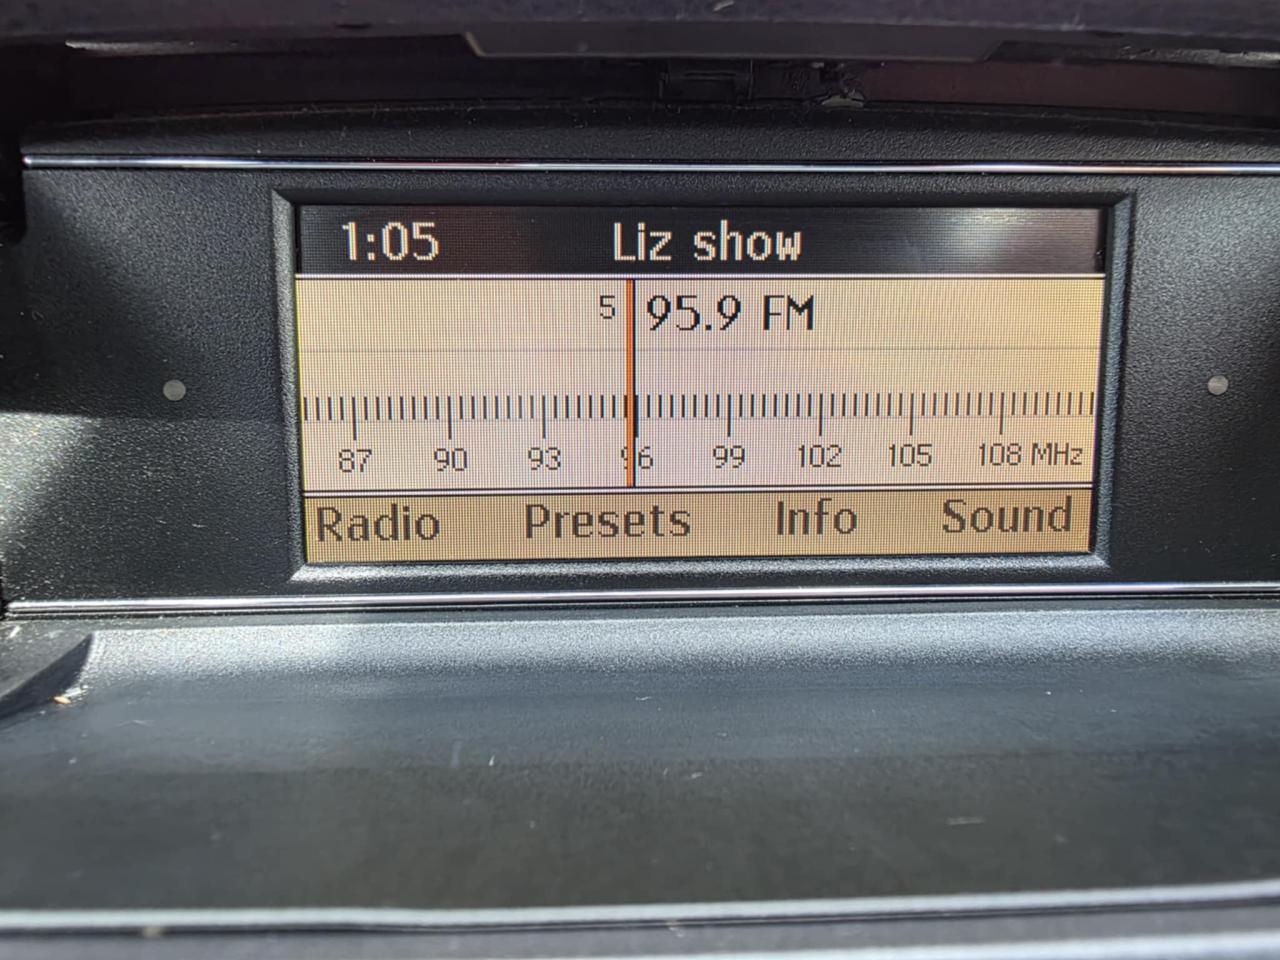 1:05 Liz show
5 95.9 FM
87 90 93 96 99 102 105 108 MHz
Radio Presets Info Sound